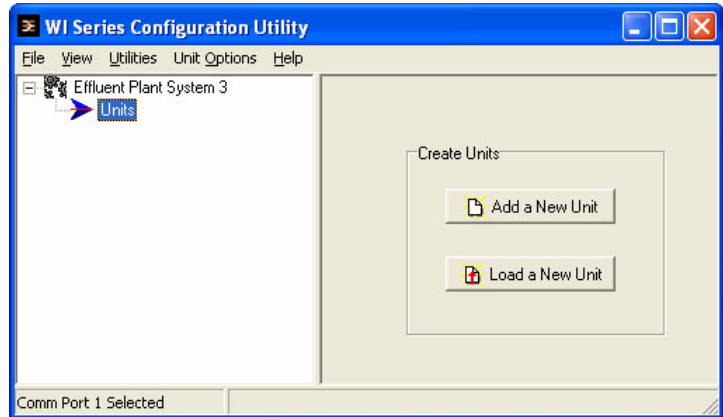 WI Series Configuration Utility
File View Utilities Unit Options Help
Effluent Plant System 3
Units
Create Units
Add a New Unit
Load a New Unit
Comm Port 1 Selected